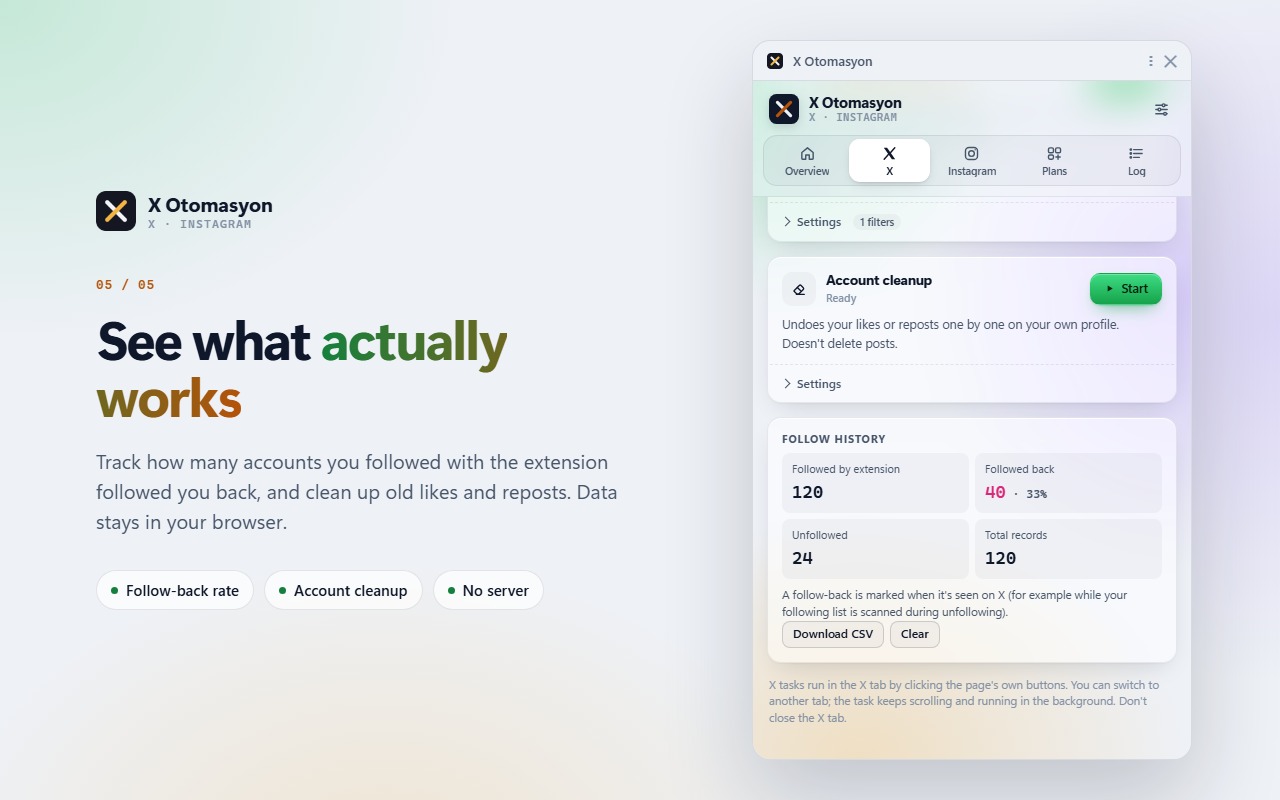 X Otomasyon
X · INSTAGRAM
05 / 05
See what actually
works
Track how many accounts you followed with the extension
followed you back, and clean up old likes and reposts. Data
stays in your browser.
Follow-back rate
Account cleanup
No server
X Otomasyon
X Otomasyon
X · INSTAGRAM
Overview
X
Instagram
Plans
Log
Settings
1 filters
Account cleanup
Ready
Start
Undoes your likes or reposts one by one on your own profile.
Doesn't delete posts.
Settings
FOLLOW HISTORY
Followed by extension
120
Followed back
40 · 33%
Unfollowed
24
Total records
120
A follow-back is marked when it's seen on X (for example while your
following list is scanned during unfollowing).
Download CSV
Clear
X tasks run in the X tab by clicking the page's own buttons. You can switch to
another tab; the task keeps scrolling and running in the background. Don't
close the X tab.